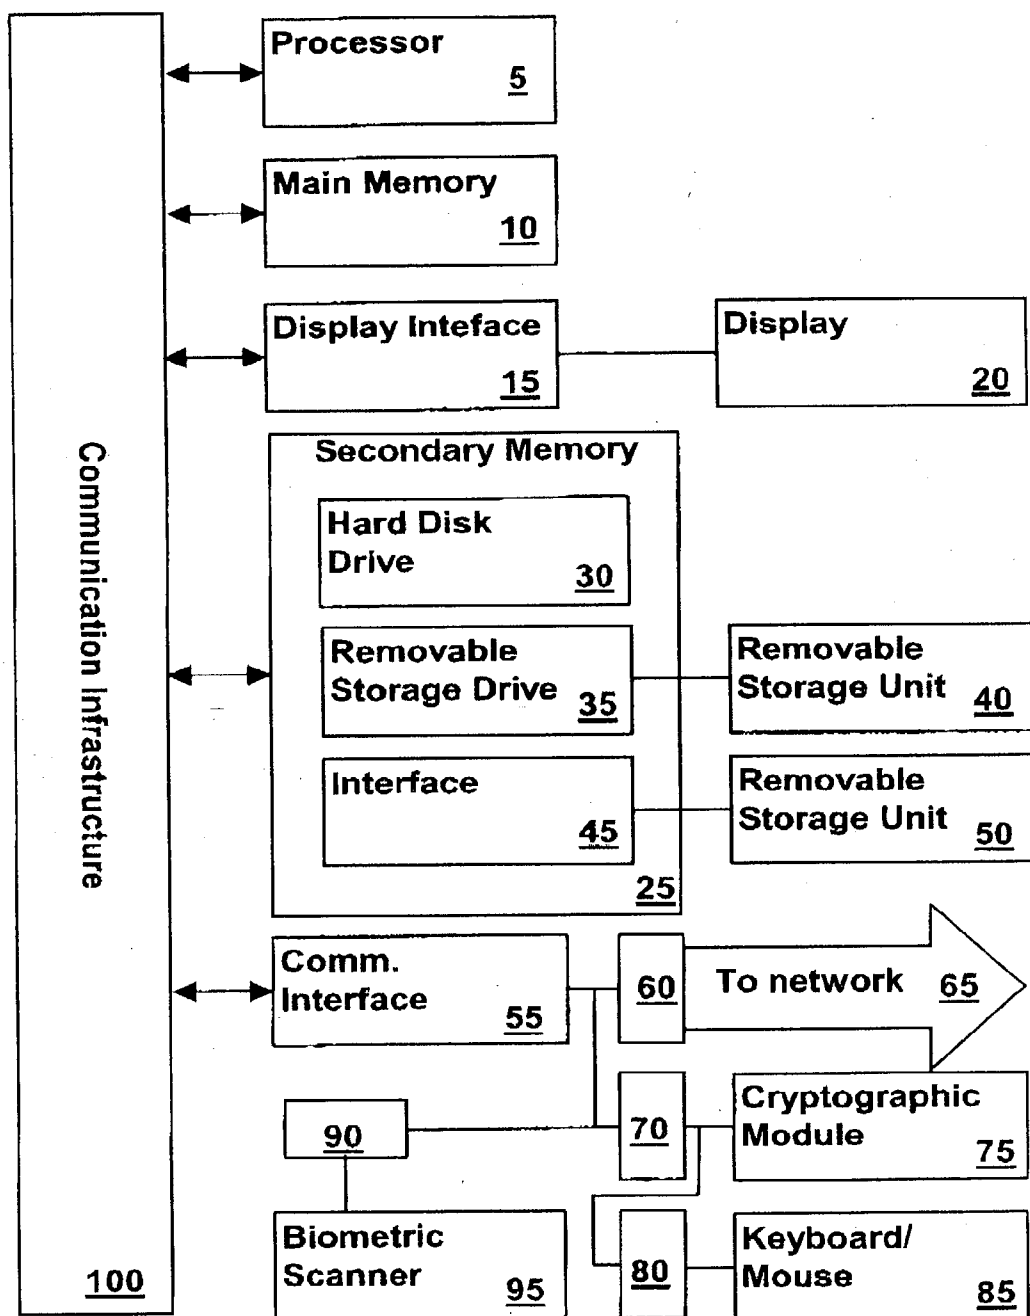 Processor
5
Main Memory
10
Display Inteface
15
Display
20
Secondary Memory
Hard Disk
Drive
30
Removable
Storage Drive
35
Removable
Storage Unit
40
Interface
45
Removable
Storage Unit
50
25
Communication Infrastructure
100
Comm.
Interface
55
60
To network
65
90
70
Cryptographic
Module
75
Biometric
Scanner
95
80
Keyboard/
Mouse
85